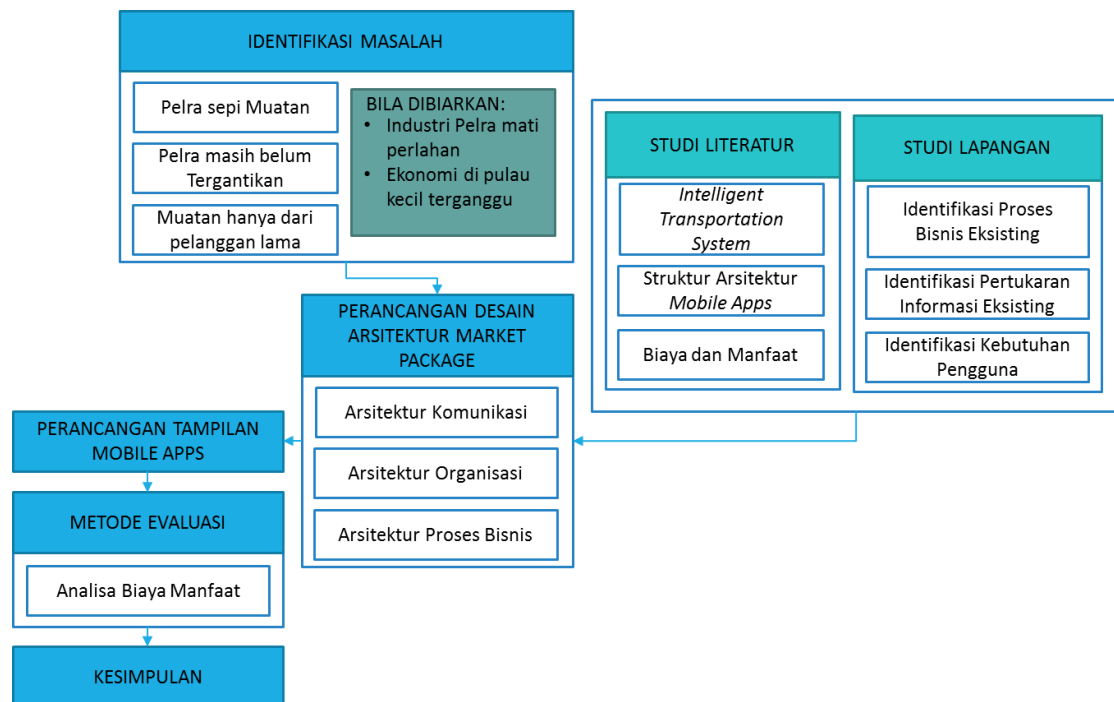 IDENTIFIKASI MASALAH
Pelra sepi Muatan
Pelra masih belum
Tergantikan
Muatan hanya dari
pelanggan lama
BILA DIBIARKAN:
• Industri Pelra mati
perlahan
• Ekonomi di pulau
kecil terganggu
STUDI LITERATUR
Intelligent
Transportation
System
Struktur Arsitektur
Mobile Apps
Biaya dan Manfaat
STUDI LAPANGAN
Identifikasi Proses
Bisnis Eksisting
Identifikasi Pertukaran
Informasi Eksisting
Identifikasi Kebutuhan
Pengguna
PERANCANGAN DESAIN
ARSITEKTUR MARKET
PACKAGE
Arsitektur Komunikasi
Arsitektur Organisasi
Arsitektur Proses Bisnis
PERANCANGAN TAMPILAN
MOBILE APPS
METODE EVALUASI
Analisa Biaya Manfaat
KESIMPULAN